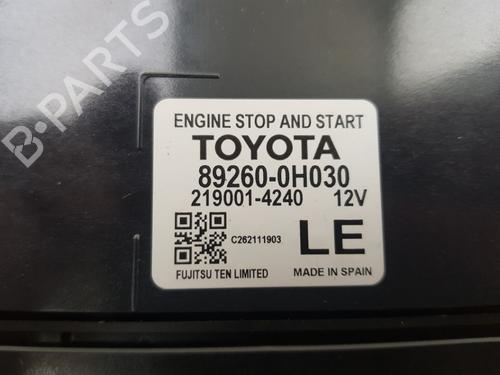 ENGINE STOP AND START
TOYOTA
89260-0H030
219001-4240 12V
C262111903 LE
FUJITSU TEN LIMITED MADE IN SPAIN
B-PARTS